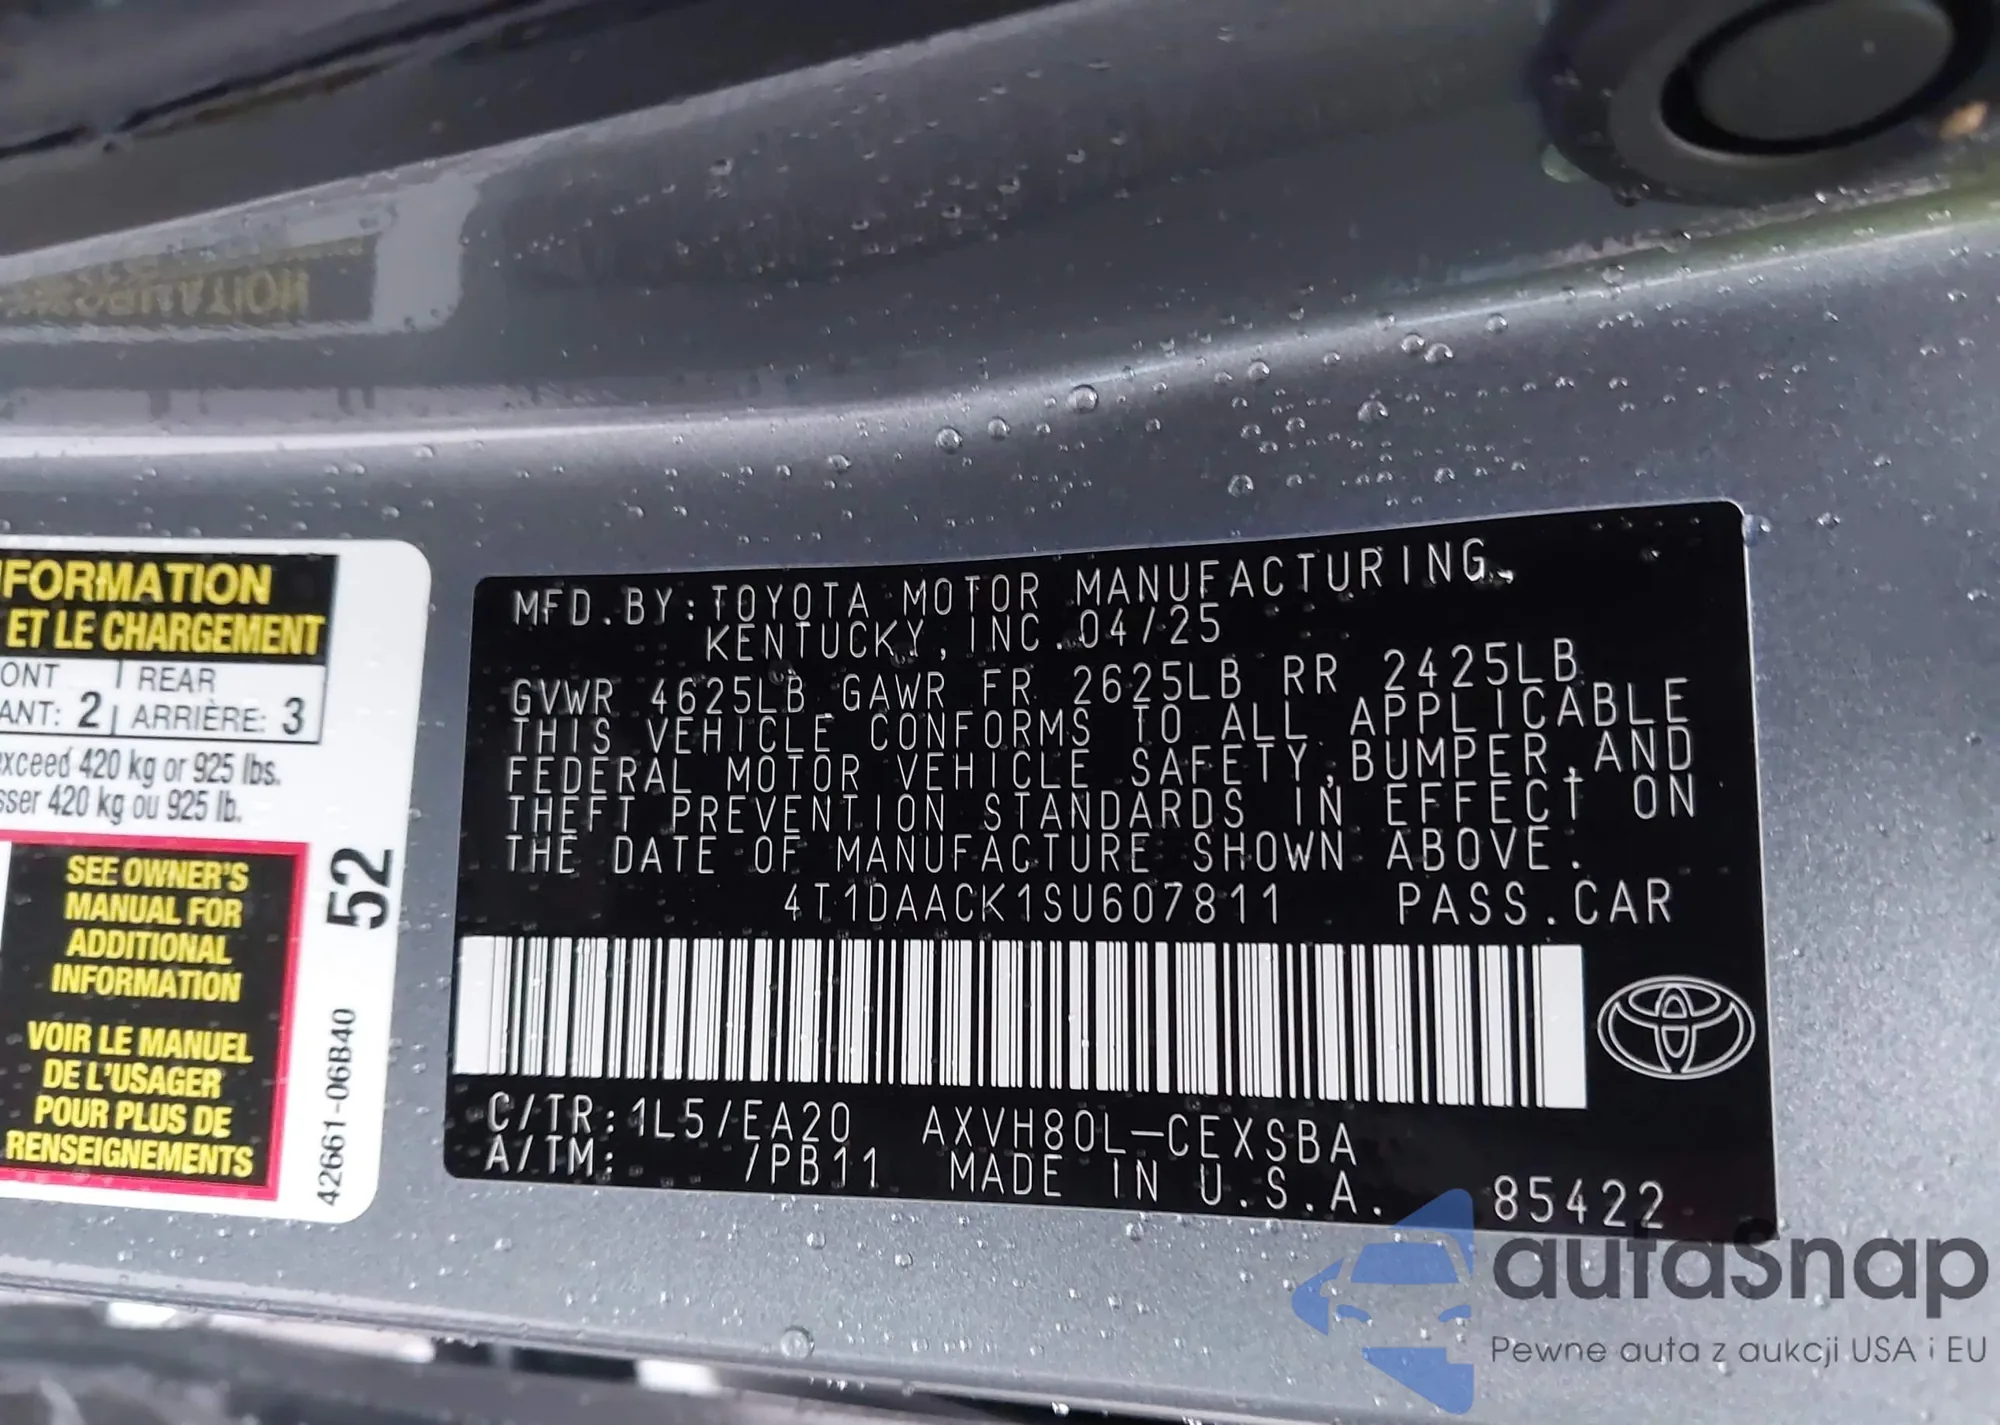 FORMATION
ET LE CHARGEMENT
ONT REAR
ANT: 2 ARRIÈRE: 3
xceed 420 kg or 925 lbs.
sser 420 kg ou 925 lb.
SEE OWNER'S
MANUAL FOR
ADDITIONAL
INFORMATION
VOIR LE MANUEL
DE L'USAGER
POUR PLUS DE
RENSEIGNEMENTS
52
42661-06B40
MFD.BY:TOYOTA MOTOR MANUFACTURING,
KENTUCKY,INC.04/25
GVWR 4625LB GAWR FR 2625LB RR 2425LB
THIS VEHICLE CONFORMS TO ALL APPLICABLE
FEDERAL MOTOR VEHICLE SAFETY,BUMPER,AND
THEFT PREVENTION STANDARDS IN EFFECT ON
THE DATE OF MANUFACTURE SHOWN ABOVE.
4T1DAACK1SU607811 PASS.CAR
C/TR:1L5/EA20 AXVH80L-CEXSBA
A/TM: /PB11 MADE IN U.S.A. 85422
autaSnap
Pewne auta z aukcji USA i EU